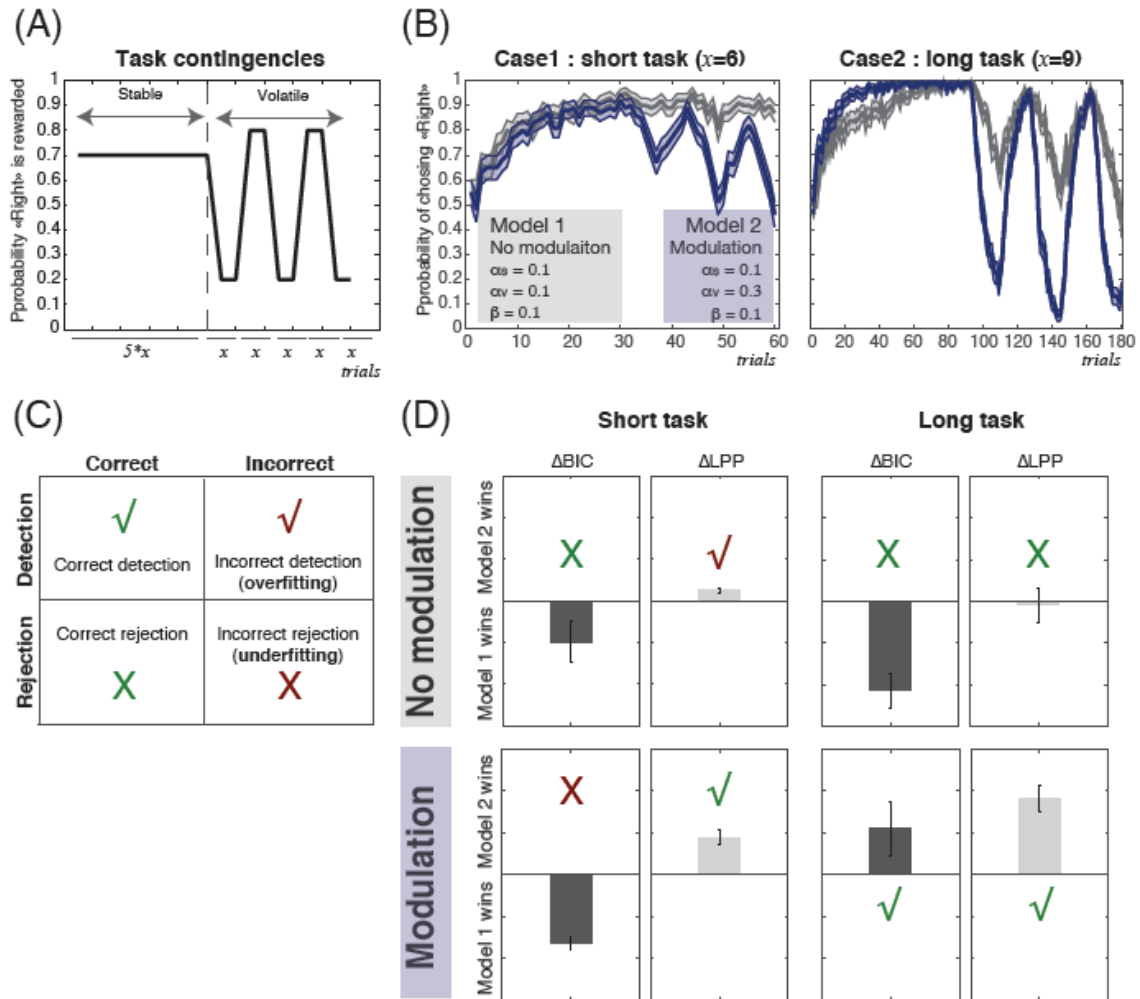 (A)
Task contingencies
Stable
Volatile
Pprobability «Right» is rewarded
1
0.9
0.8
0.7
0.6
0.5
0.4
0.3
0.2
0.1
0
5*x
x
x
x
x
x
trials
(B)
Case1 : short task (x=6)
Case2 : long task (x=9)
Pprobability of choosing «Right»
1
0.9
0.8
0.7
0.6
0.5
0.4
0.3
0.2
0.1
0
Model 1
No modulaiton
αs = 0.1
αv = 0.1
β = 0.1
Model 2
Modulation
αs = 0.1
αv = 0.3
β = 0.1
0 10 20 30 40 50 60
0 20 40 60 80 100 120 140 160 180
trials
(C)
Correct
Incorrect
Detection
√
√
Correct detection
Incorrect detection
(overfitting)
Rejection
Correct rejection
Incorrect rejection
(underfitting)
X
X
(D)
Short task
Long task
ΔBIC
ΔLPP
ΔBIC
ΔLPP
No modulation
Model 2 wins
Model 1 wins
X
√
X
X
Modulation
Model 2 wins
Model 1 wins
X
√
√
√